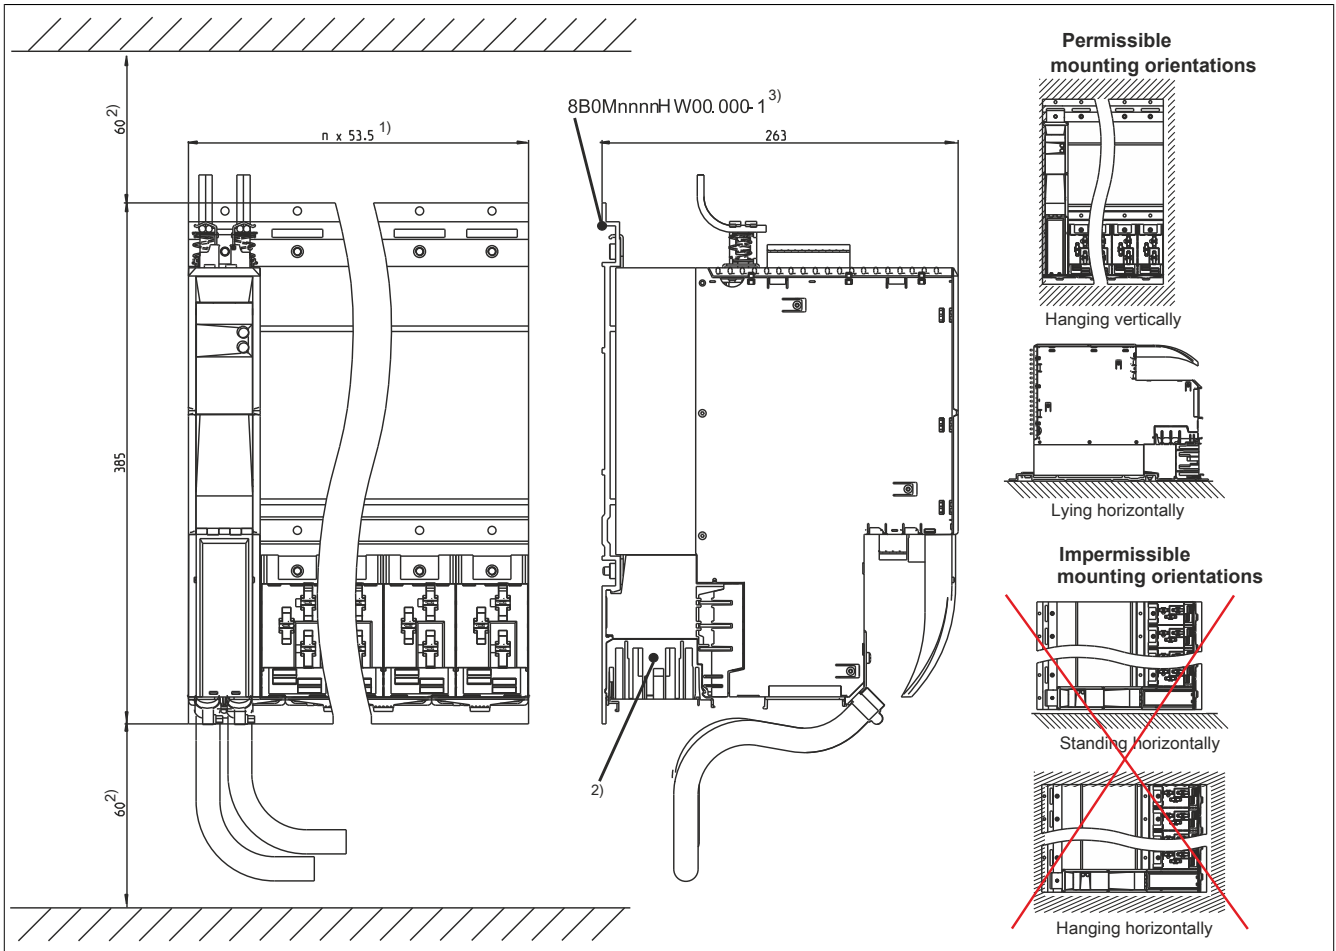 60 2)
n x 53.5 1)
385
60 2)
8B0MnnnnHW00.000-1 3)
263
2)
Permissible
mounting orientations
Hanging vertically
Lying horizontally
Impermissible
mounting orientations
Standing horizontally
Hanging horizontally